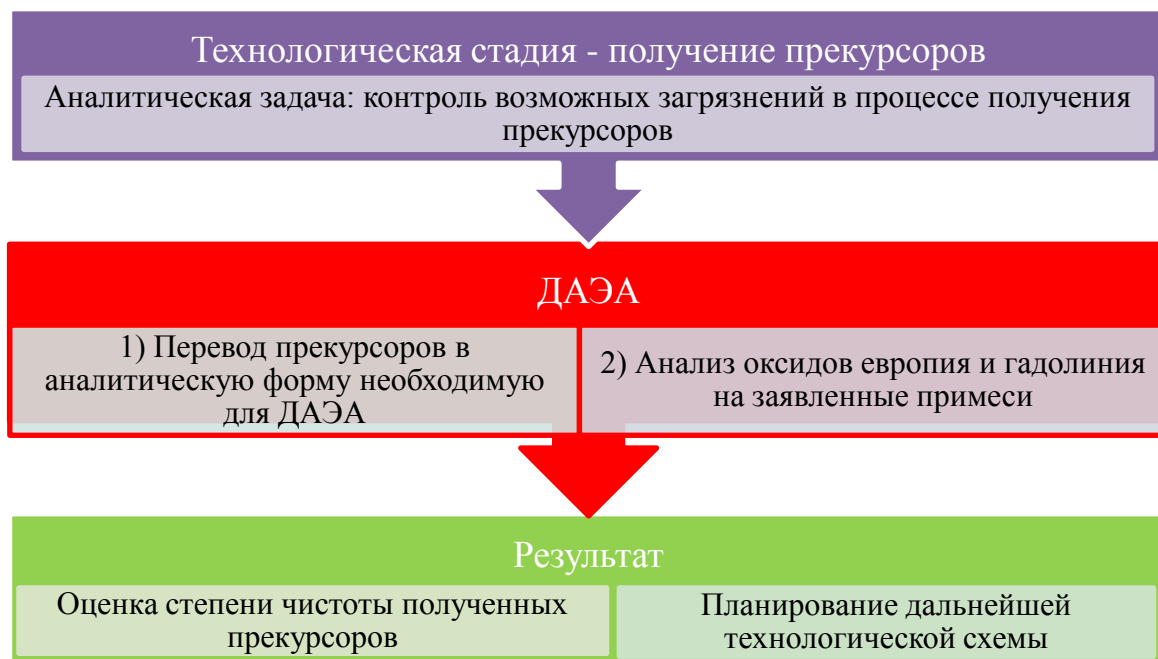 Технологическая стадия - получение прекурсоров
Аналитическая задача: контроль возможных загрязнений в процессе получения
прекурсоров
ДАЭА
1) Перевод прекурсоров в
аналитическую форму необходимую
для ДАЭА
2) Анализ оксидов европия и гадолиния
на заявленные примеси
Результат
Оценка степени чистоты полученных
прекурсоров
Планирование дальнейшей
технологической схемы